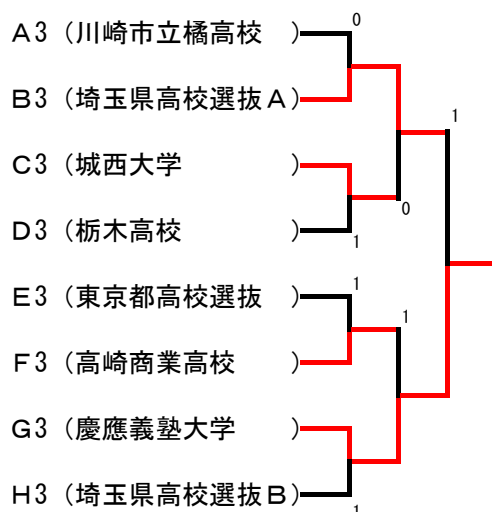 A3(川崎市立橘高校 )
0
B3(埼玉県高校選抜A)
1
C3(城西大学 )
0
D3(栃木高校 )
1
E3(東京都高校選抜 )
1
1
F3(高崎商業高校 )
G3(慶應義塾大学 )
H3(埼玉県高校選抜B)
1